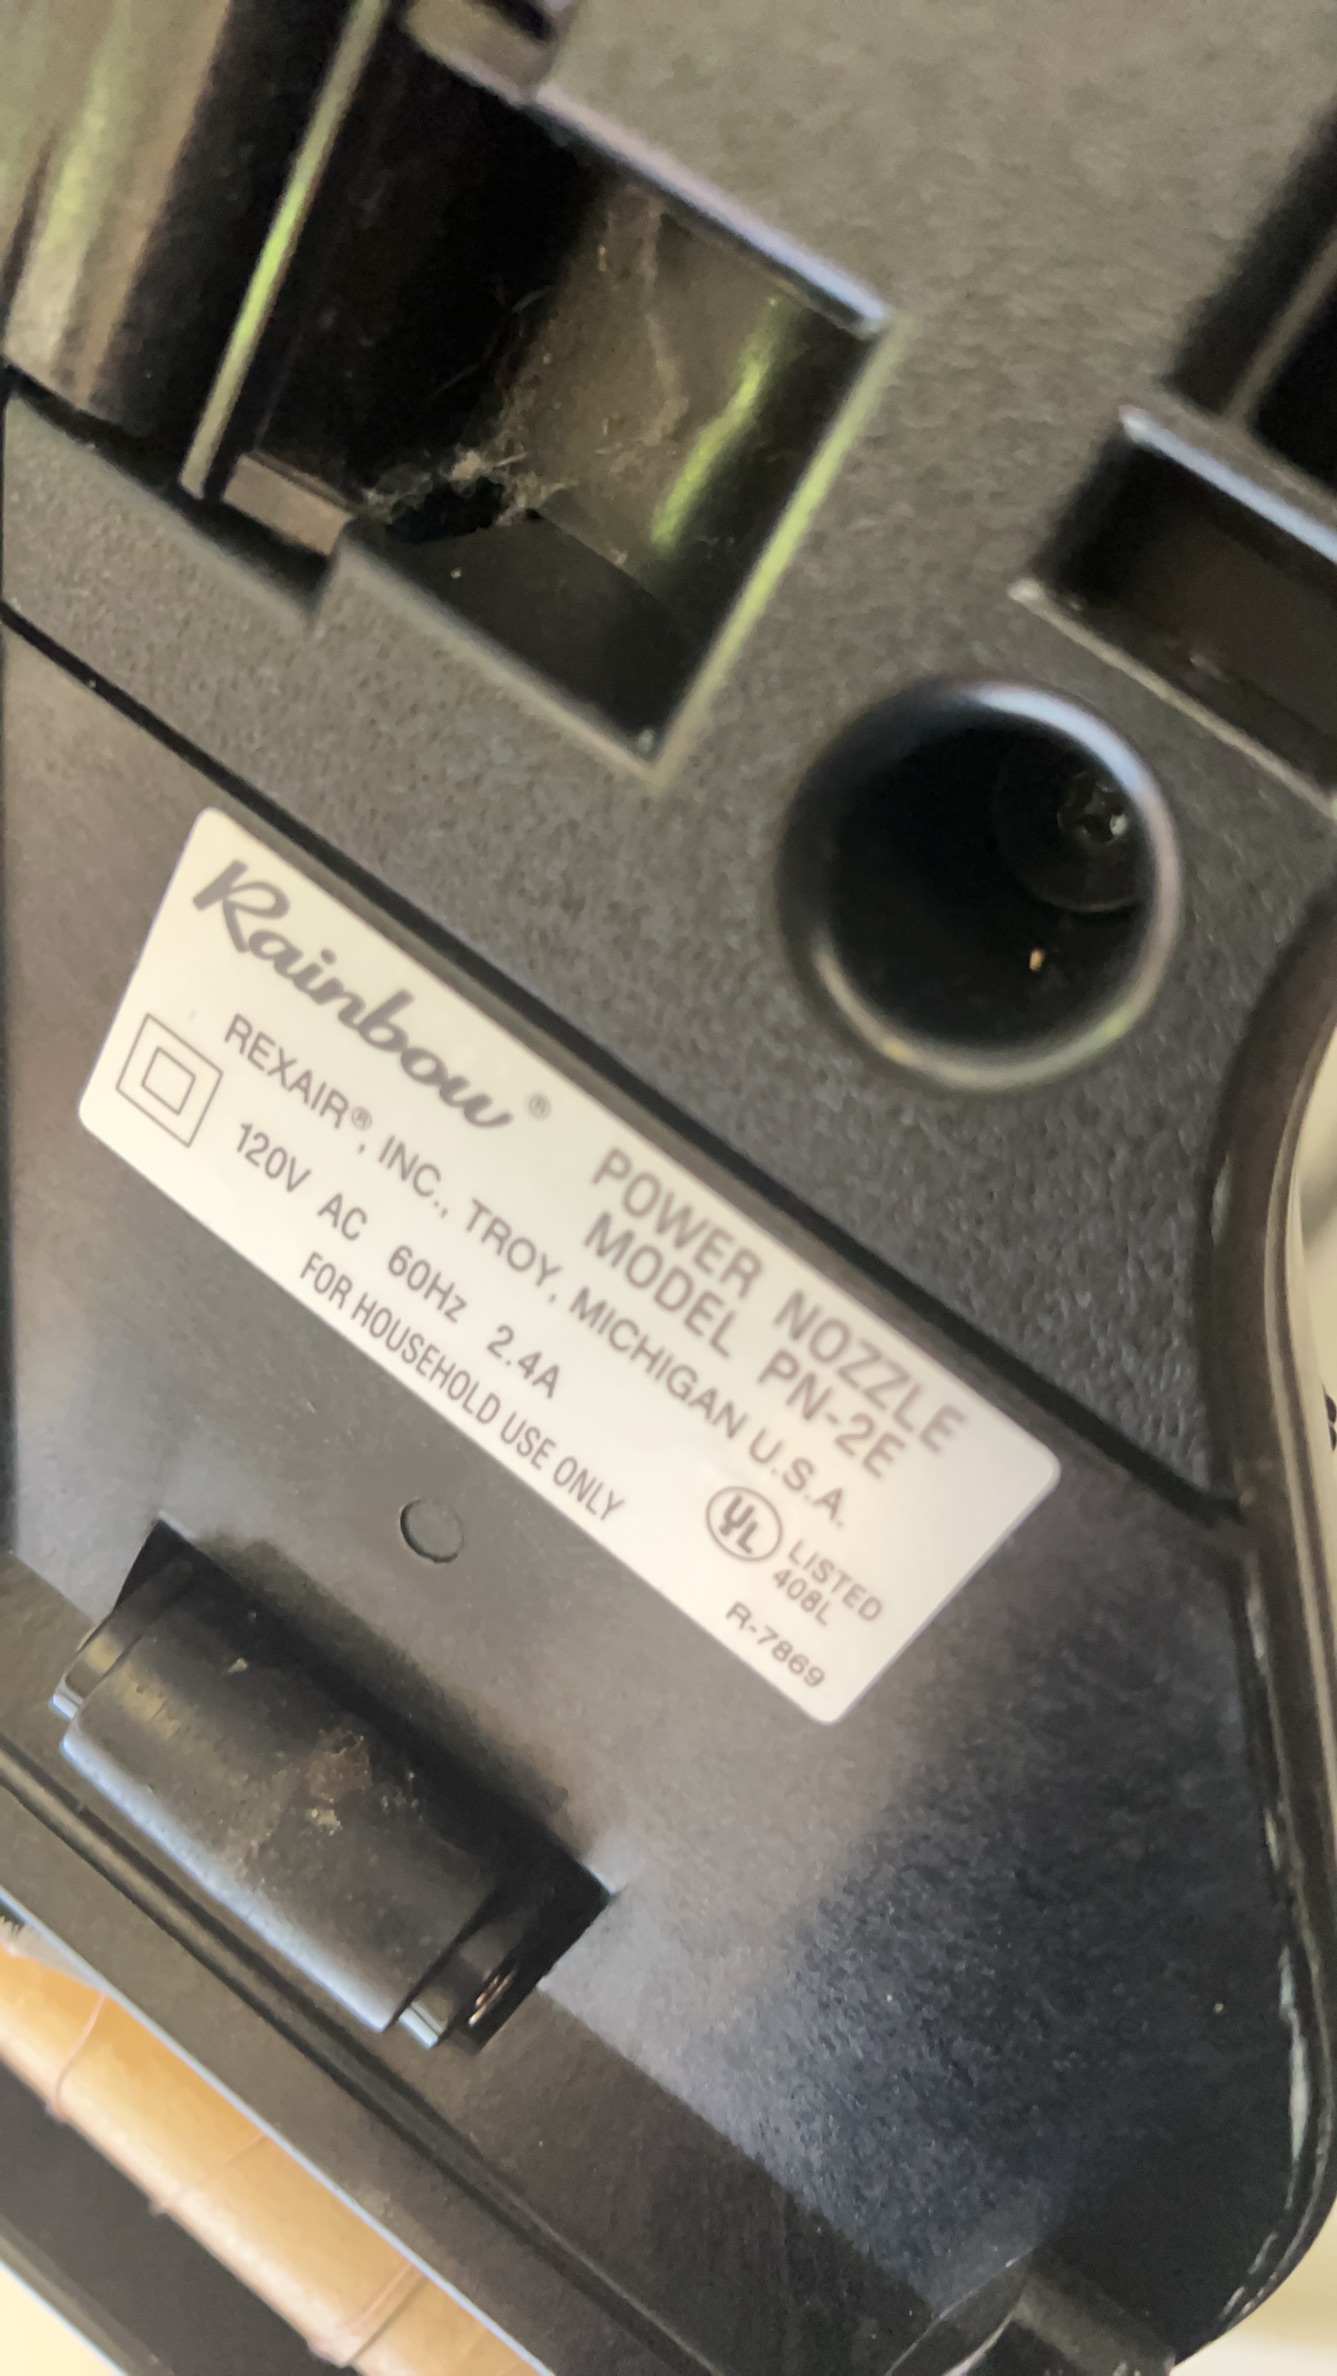 Rainbow®
POWER NOZZLE
MODEL PN-2E
REXAIR®, INC., TROY, MICHIGAN U.S.A.
120V AC 60Hz 2.4A
FOR HOUSEHOLD USE ONLY
UL LISTED
408L
R-7869